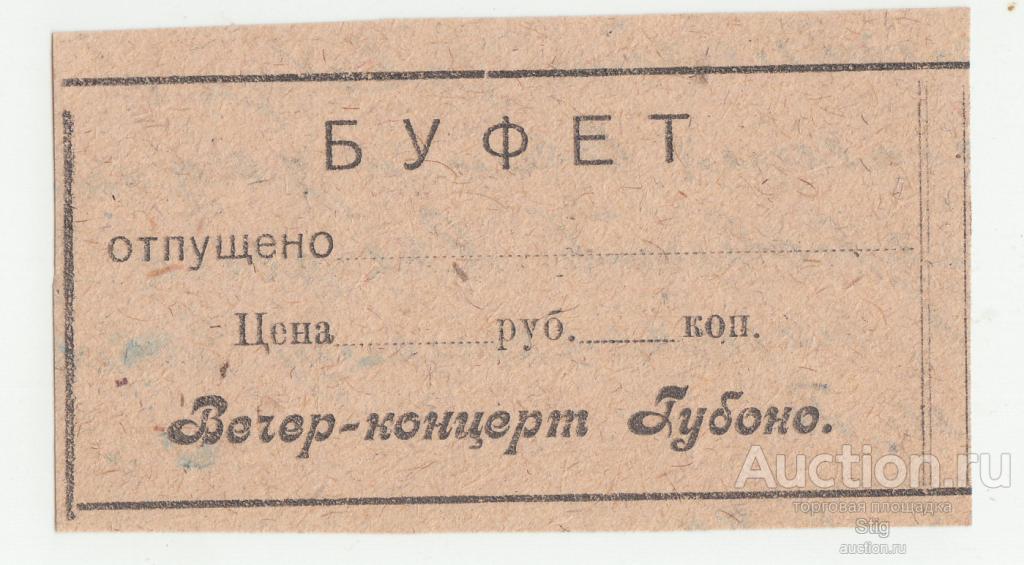 БУФЕТ
отпущено
Цена руб. коп.
Вечер-концерт Губоно.
Auction.ru
торговая площадка
Stig
auction.ru